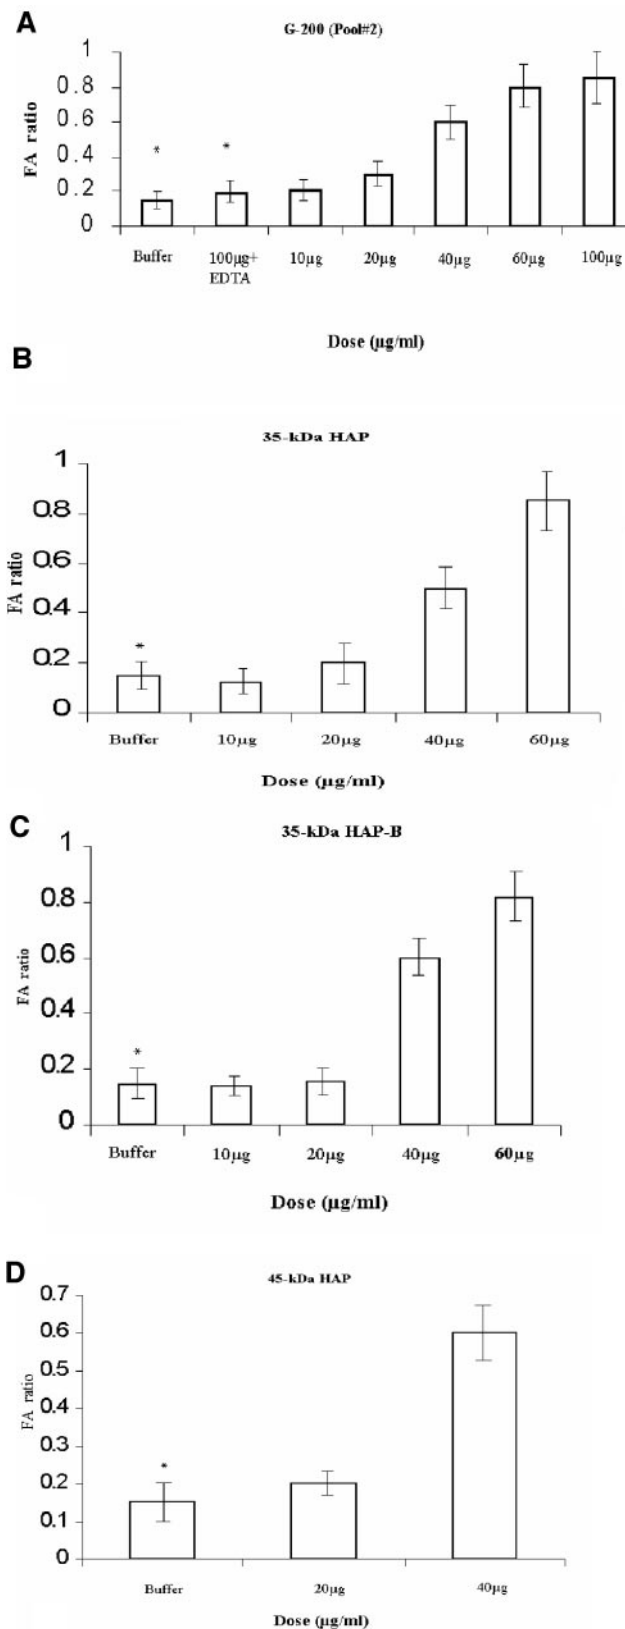 A
G-200 (Pool#2)
FA ratio
1
0.8
0.6
0.4
0.2
0
*
*
Buffer 100µg+ 10µg 20µg 40µg 60µg 100µg
EDTA
Dose (µg/ml)
B
35-kDa HAP
FA ratio
1
0.8
0.6
0.4
0.2
0
*
Buffer 10µg 20µg 40µg 60µg
Dose (µg/ml)
C
35-kDa HAP-B
FA ratio
1
0.8
0.6
0.4
0.2
0
*
Buffer 10µg 20µg 40µg 60µg
Dose (µg/ml)
D
45-kDa HAP
FA ratio
0.7
0.6
0.5
0.4
0.3
0.2
0.1
0
*
Buffer 20µg 40µg
Dose (µg/ml)